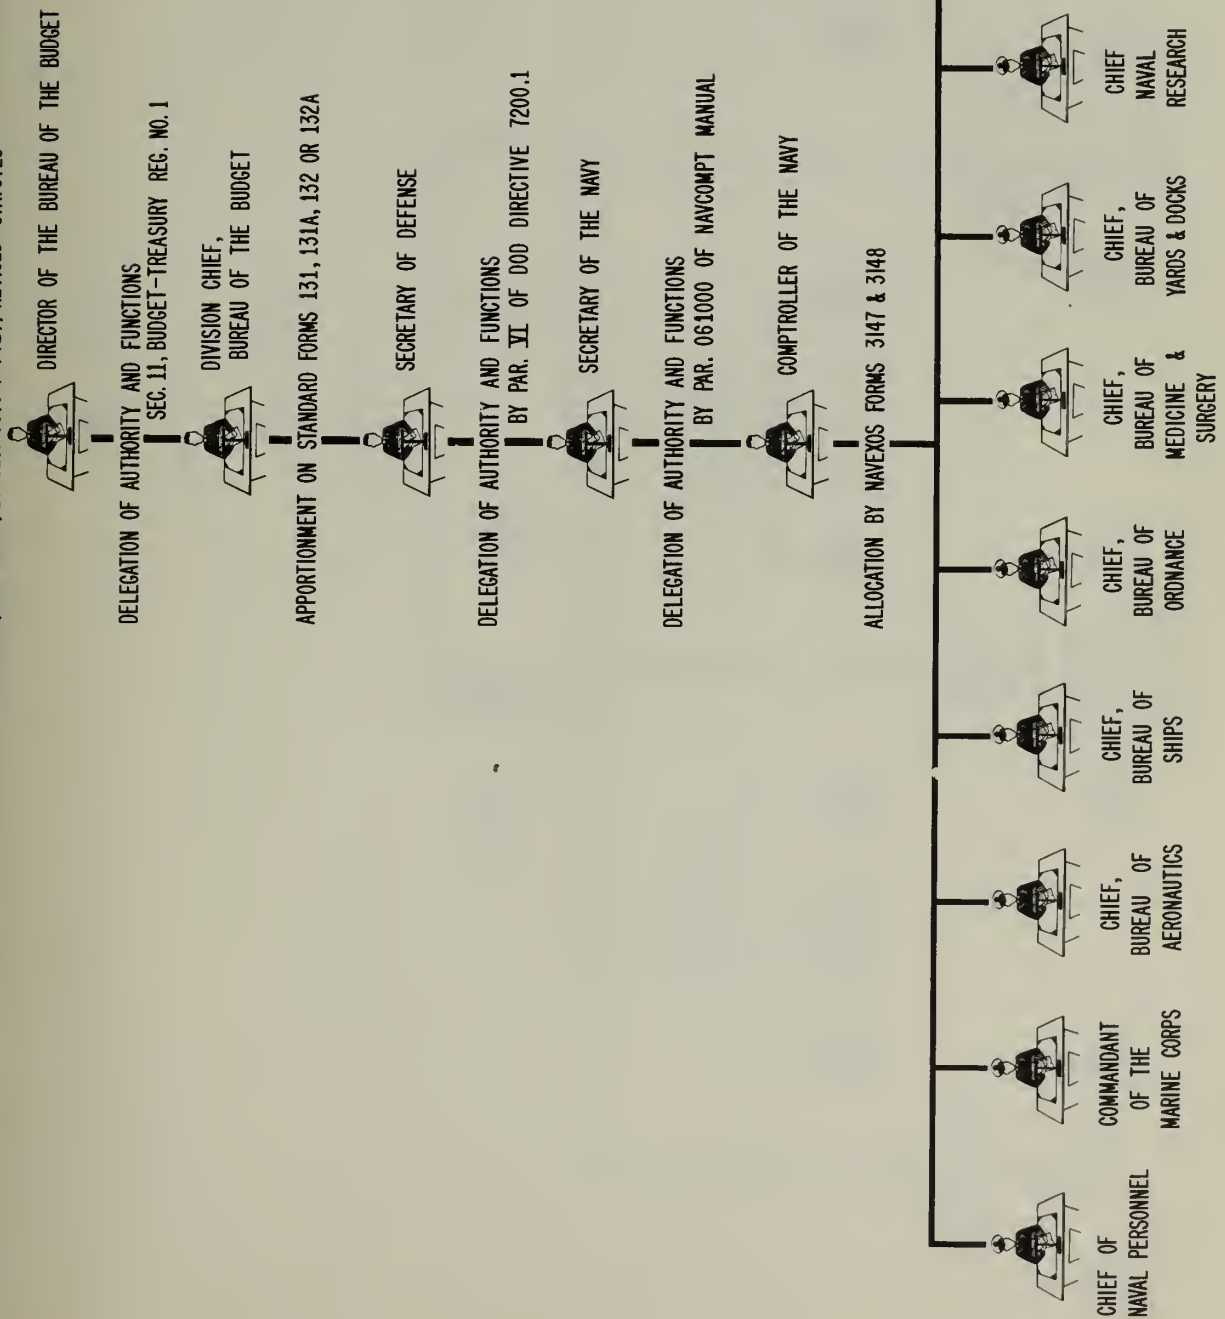 DIRECTOR OF THE BUREAU OF THE BUDGET
DELEGATION OF AUTHORITY AND FUNCTIONS
SEC. 11, BUDGET-TREASURY REG. NO. 1
DIVISION CHIEF,
BUREAU OF THE BUDGET
APPORTIONMENT ON STANDARD FORMS 131, 131A, 132 OR 132A
SECRETARY OF DEFENSE
DELEGATION OF AUTHORITY AND FUNCTIONS
BY PAR. VI OF DOD DIRECTIVE 7200.1
SECRETARY OF THE NAVY
DELEGATION OF AUTHORITY AND FUNCTIONS
BY PAR. 061000 OF NAVCOMPT MANUAL
COMPTROLLER OF THE NAVY
ALLOCATION BY NAVEXOS FORMS 3147 & 3148
CHIEF OF
NAVAL PERSONNEL
COMMANDANT
OF THE
MARINE CORPS
CHIEF,
BUREAU OF
AERONAUTICS
CHIEF,
BUREAU OF
SHIPS
CHIEF,
BUREAU OF
ORDNANCE
CHIEF,
BUREAU OF
MEDICINE &
SURGERY
CHIEF,
BUREAU OF
YARDS & DOCKS
CHIEF
NAVAL
RESEARCH